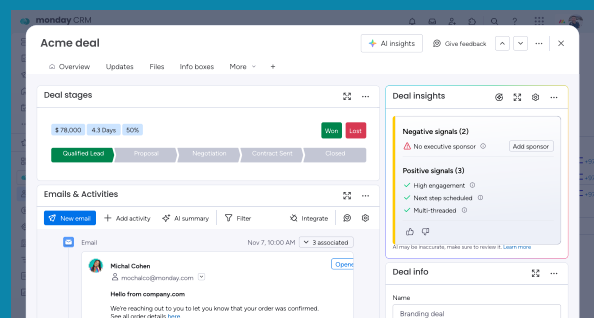 monday CRM
Acme deal
AI insights
Give feedback
Overview
Updates
Files
Info boxes
More
Deal stages
$ 78,000
4.3 Days
50%
Won
Lost
Qualified Lead
Proposal
Negotiation
Contract Sent
Closed
Emails & Activities
New email
Add activity
AI summary
Filter
Integrate
Email
Nov 7, 10:00 AM
3 associated
Michal Cohen
mochalco@monday.com
Opene
Hello from company.com
We're reaching out to you to let you know that your order was confirmed.
See all order details here
Deal insights
Negative signals (2)
No executive sponsor
Add sponsor
Positive signals (3)
High engagement
Next step scheduled
Multi-threaded
AI may be inaccurate, make sure to review it. Learn more
Deal info
Name
Branding deal